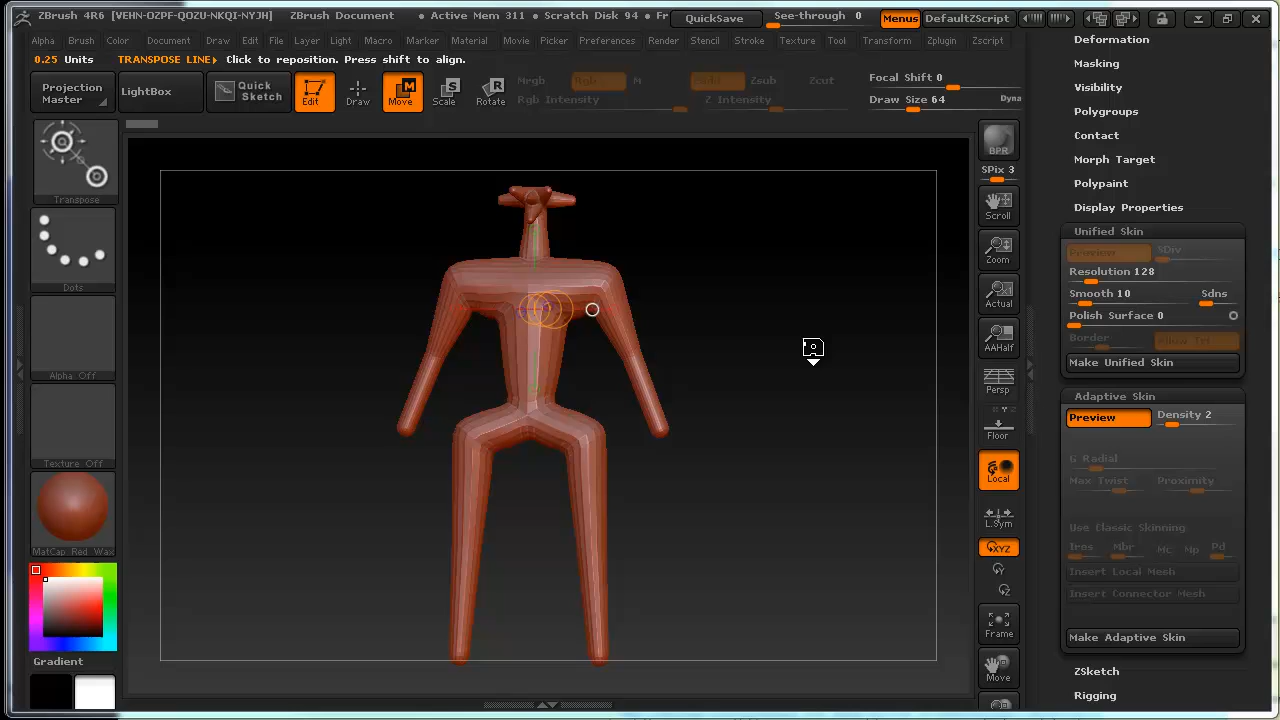 ZBrush 4R6 [VEHN-OZPF-QOZU-NKQI-NYJH]    ZBrush Document    • Active Mem 311 • Scratch Disk 94 • Fr    QuickSave    See-through 0    Menus    DefaultZScript
Alpha Brush Color Document Draw Edit File Layer Light Macro Marker Material Movie Picker Preferences Render Stencil Stroke Texture Tool Transform Zplugin Zscript
0.25 Units    TRANSPOSE LINE> Click to reposition. Press shift to align.
Projection Master
LightBox
Quick Sketch
Edit
Draw
Move
Scale
Rotate
Mrgb Rgb M
Rgb Intensity
Zadd Zsub Zcut
Z Intensity
Focal Shift 0
Draw Size 64 Dyna
Transpose
Dots
Alpha Off
Texture Off
MatCap Red Wax
Gradient
BPR
SPix 3
Scroll
Zoom
Actual
AAHalf
Persp
Floor
Local
L.Sym
XYZ
Y
Z
Frame
Move
Deformation
Masking
Visibility
Polygroups
Contact
Morph Target
Polypaint
Display Properties
Unified Skin
Preview SDiv
Resolution 128
Smooth 10 Sdns
Polish Surface 0
Border Allow Tri
Make Unified Skin
Adaptive Skin
Preview Density 2
G Radial
Max Twist Proximity
Use Classic Skinning
Ires Mbr MC Mp Pd
Insert Local Mesh
Insert Connector Mesh
Make Adaptive Skin
ZSketch
Rigging